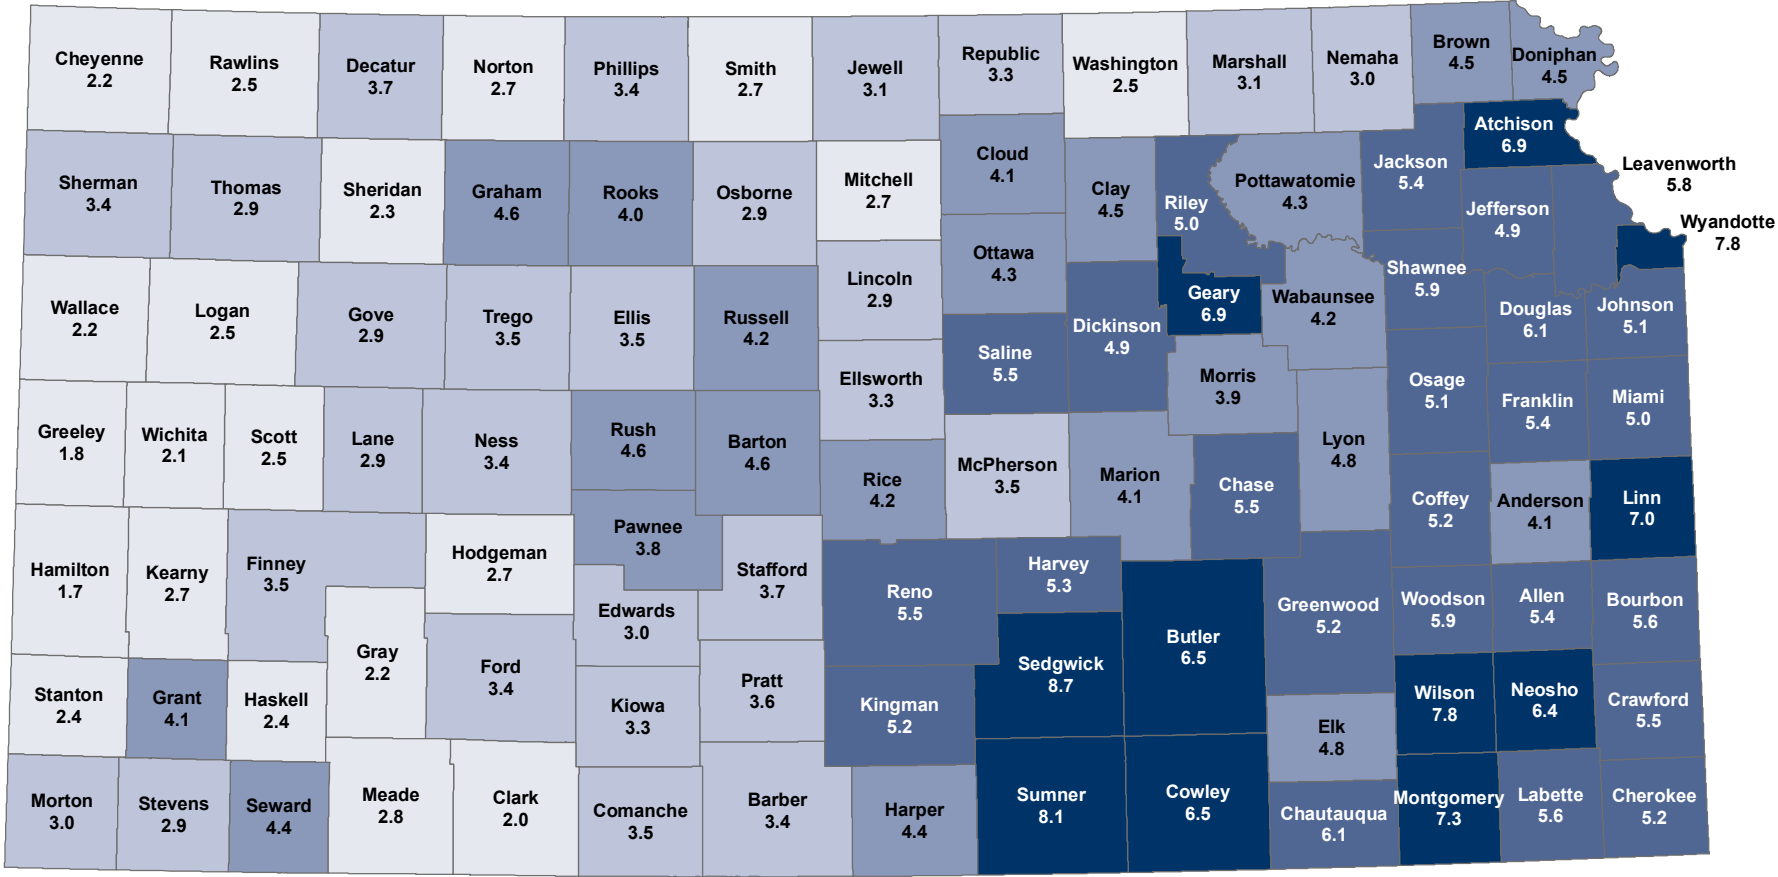 Cheyenne
2.2
Rawlins
2.5
Decatur
3.7
Norton
2.7
Phillips
3.4
Smith
2.7
Jewell
3.1
Republic
3.3
Washington
2.5
Marshall
3.1
Nemaha
3.0
Brown
4.5
Doniphan
4.5
Atchison
6.9
Sherman
3.4
Thomas
2.9
Sheridan
2.3
Graham
4.6
Rooks
4.0
Osborne
2.9
Mitchell
2.7
Cloud
4.1
Clay
4.5
Riley
5.0
Pottawatomie
4.3
Jackson
5.4
Jefferson
4.9
Leavenworth
5.8
Wyandotte
7.8
Ottawa
4.3
Lincoln
2.9
Wallace
2.2
Logan
2.5
Gove
2.9
Trego
3.5
Ellis
3.5
Russell
4.2
Dickinson
4.9
Geary
6.9
Wabaunsee
4.2
Shawnee
5.9
Douglas
6.1
Johnson
5.1
Saline
5.5
Ellsworth
3.3
Morris
3.9
Osage
5.1
Franklin
5.4
Miami
5.0
Greeley
1.8
Wichita
2.1
Scott
2.5
Lane
2.9
Ness
3.4
Rush
4.6
Barton
4.6
Rice
4.2
McPherson
3.5
Marion
4.1
Chase
5.5
Lyon
4.8
Coffey
5.2
Anderson
4.1
Linn
7.0
Hamilton
1.7
Kearny
2.7
Finney
3.5
Hodgeman
2.7
Pawnee
3.8
Stafford
3.7
Edwards
3.0
Reno
5.5
Harvey
5.3
Butler
6.5
Greenwood
5.2
Woodson
5.9
Allen
5.4
Bourbon
5.6
Gray
2.2
Ford
3.4
Kiowa
3.3
Pratt
3.6
Kingman
5.2
Sedgwick
8.7
Elk
4.8
Wilson
7.8
Neosho
6.4
Crawford
5.5
Stanton
2.4
Grant
4.1
Haskell
2.4
Morton
3.0
Stevens
2.9
Seward
4.4
Meade
2.8
Clark
2.0
Comanche
3.5
Barber
3.4
Harper
4.4
Sumner
8.1
Cowley
6.5
Chautauqua
6.1
Montgomery
7.3
Labette
5.6
Cherokee
5.2